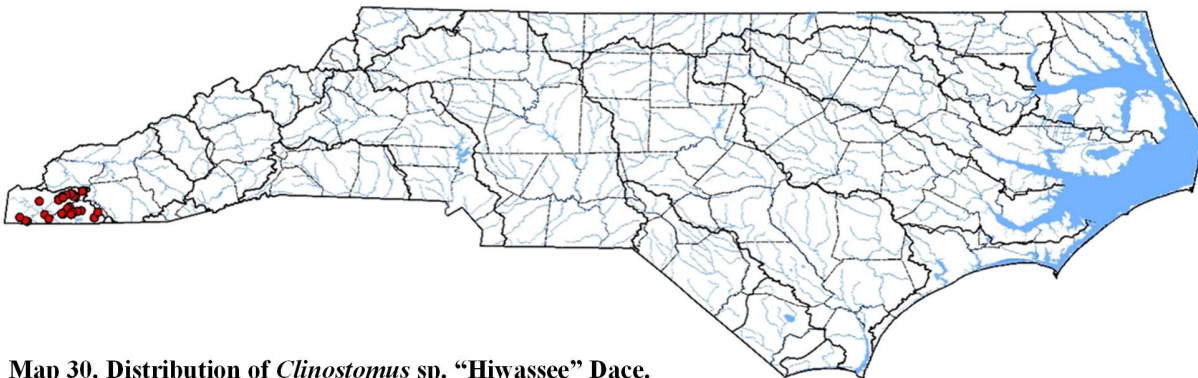 Map 30. Distribution of Clinostomus sp. “Hiwassee” Dace.